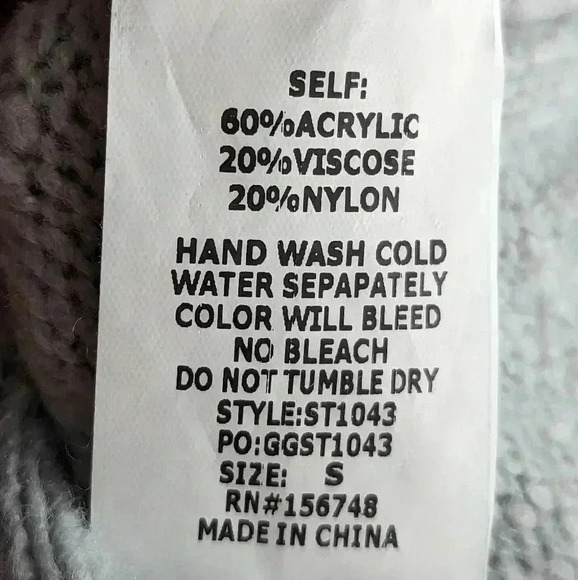 SELF:
60%ACRYLIC
20%VISCOSE
20%NYLON
HAND WASH COLD
WATER SEPAPATELY
COLOR WILL BLEED
NO BLEACH
DO NOT TUMBLE DRY
STYLE:ST1043
PO:GGST1043
SIZE: S
RN#156748
MADE IN CHINA